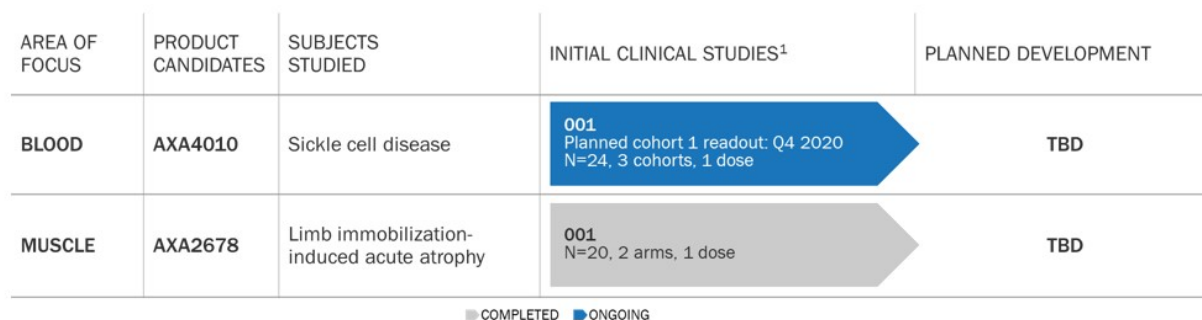 AREA OF FOCUS
PRODUCT CANDIDATES
SUBJECTS STUDIED
INITIAL CLINICAL STUDIES1
PLANNED DEVELOPMENT
BLOOD
AXA4010
Sickle cell disease
001
Planned cohort 1 readout: Q4 2020
N=24, 3 cohorts, 1 dose
TBD
MUSCLE
AXA2678
Limb immobilization-
induced acute atrophy
001
N=20, 2 arms, 1 dose
TBD
COMPLETED
ONGOING